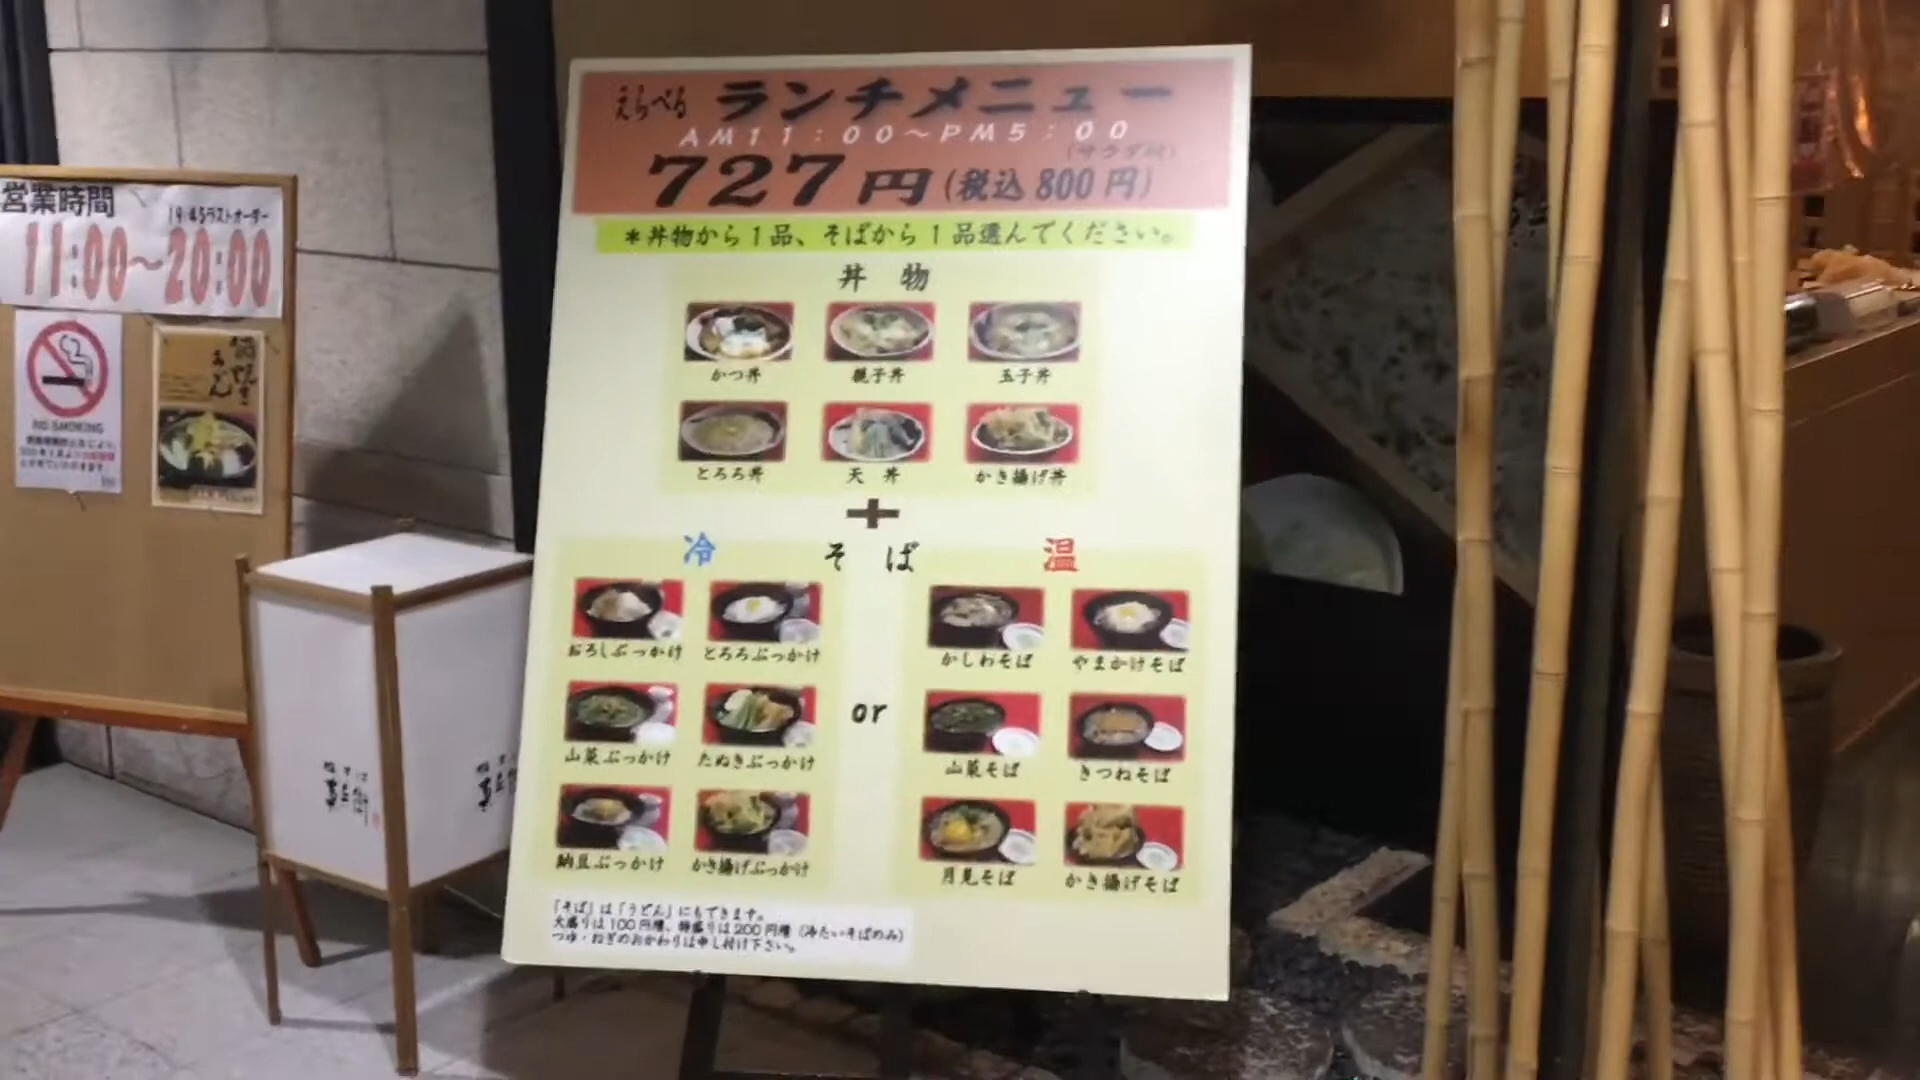 営業時間
19:45ラストオーダー
11:00～20:00
NO SMOKING
えらべる ランチメニュー
AM11:00～PM5:00
(サラダ付)
727円(税込800円)
＊丼物から1品、そばから1品選んでください。
丼 物
かつ丼 親子丼 玉子丼
とろろ丼 天 丼 かき揚げ丼
+
冷 そ ば 温
おろしぶっかけ とろろぶっかけ
かしわそば やまかけそば
or
山菜ぶっかけ たぬきぶっかけ
山菜そば きつねそば
納豆ぶっかけ かき揚げぶっかけ
月見そば かき揚げそば
「そば」は「うどん」にもできます。
大盛りは100円増、特盛りは200円増（冷たいそばのみ）
つゆ・ねぎのおかわりは申し付け下さい。